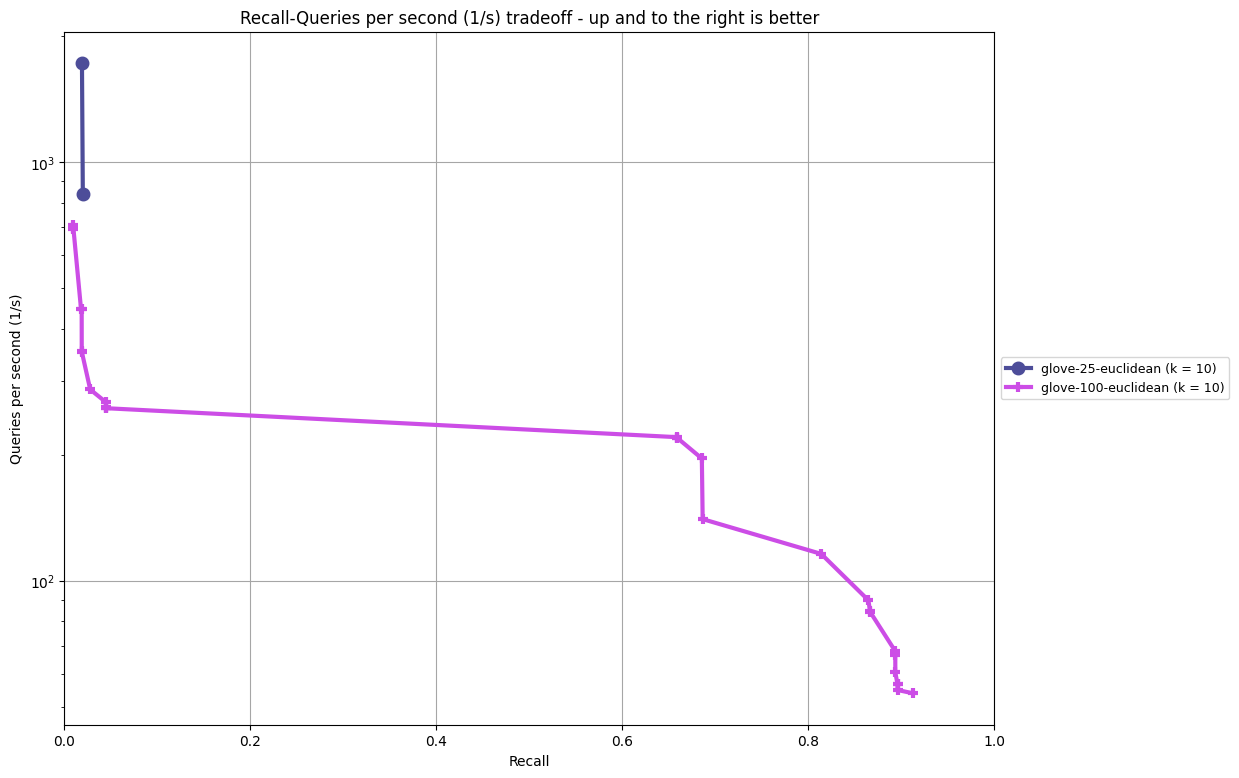 Recall-Queries per second (1/s) tradeoff - up and to the right is better
Queries per second (1/s)
10³
10²
0.0 0.2 0.4 0.6 0.8 1.0
Recall
glove-25-euclidean (k = 10)
glove-100-euclidean (k = 10)